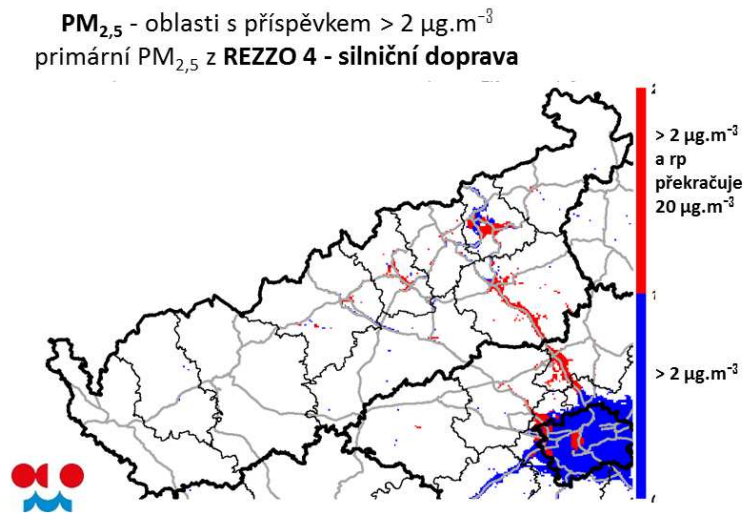 PM2,5 - oblasti s příspěvkem > 2 µg.m⁻³
primární PM2,5 z REZZO 4 - silniční doprava
> 2 µg.m⁻³
a rp
překračuje
20 µg.m⁻³
> 2 µg.m⁻³